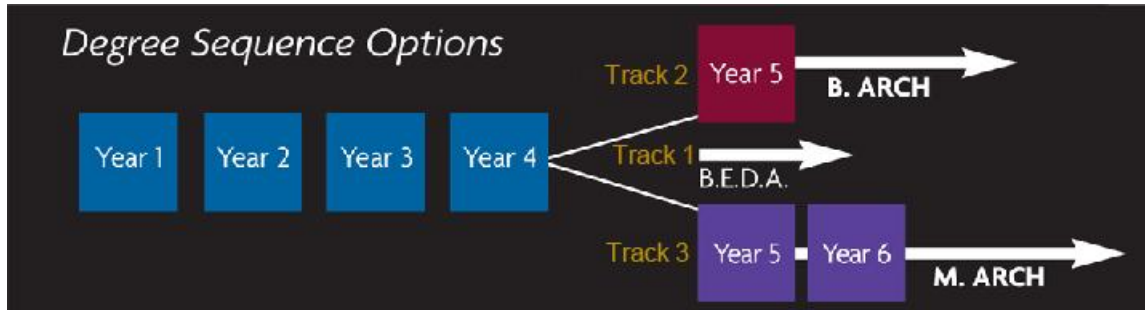 Degree Sequence Options
Year 1
Year 2
Year 3
Year 4
Track 2
Year 5
B. ARCH
Track 1
B.E.D.A.
Track 3
Year 5
Year 6
M. ARCH